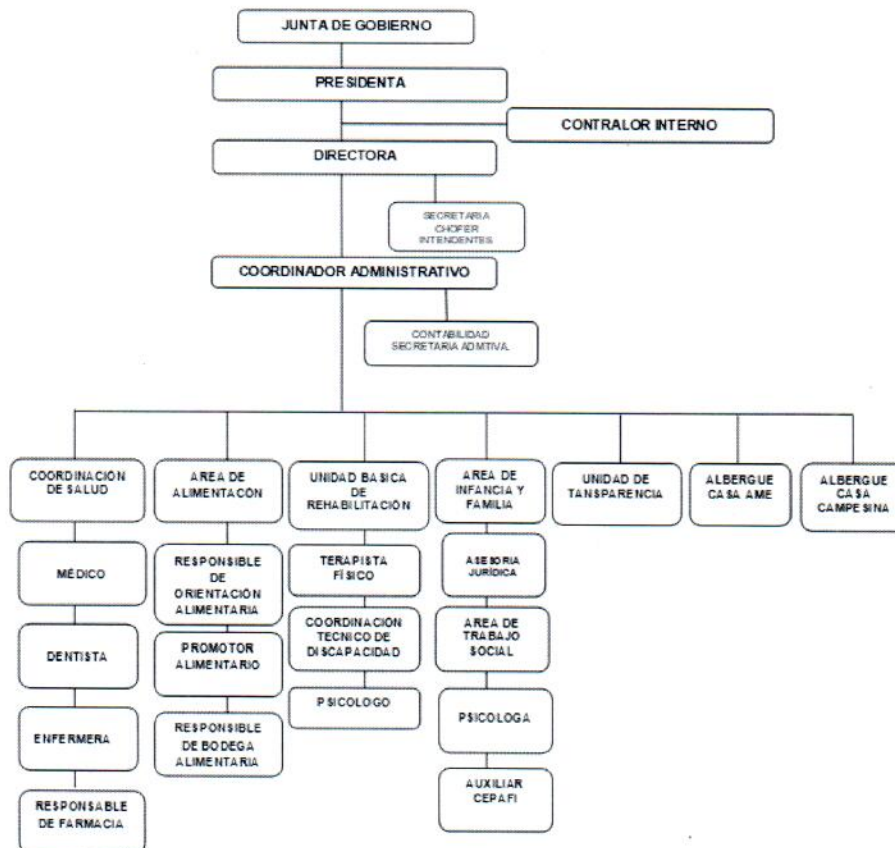 JUNTA DE GOBIERNO
PRESIDENTA
CONTRALOR INTERNO
DIRECTORA
SECRETARIA
CHOFER
INTENDENTES
COORDINADOR ADMINISTRATIVO
CONTABILIDAD
SECRETARIA ADMTIVA.
COORDINACIÓN
DE SALUD
AREA DE
ALIMENTACÓN
UNIDAD BASICA
DE
REHABILITACIÓN
AREA DE
INFANCIA Y
FAMILIA
UNIDAD DE
TANSPARENCIA
ALBERGUE
CASA AME
ALBERGUE
CASA
CAMPESINA
MÉDICO
DENTISTA
ENFERMERA
RESPONSABLE
DE FARMACIA
RESPONSIBLE
DE
ORIENTACIÓN
ALIMENTARIA
PROMOTOR
ALIMENTARIO
RESPONSIBLE
DE BODEGA
ALIMENTARIA
TERAPISTA
FÍSICO
COORDINACIÓN
TECNICO DE
DISCAPACIDAD
PSICOLOGO
ASESORIA
JURÍDICA
AREA DE
TRABAJO
SOCIAL
PSICOLOGA
AUXILIAR
CEPAFI